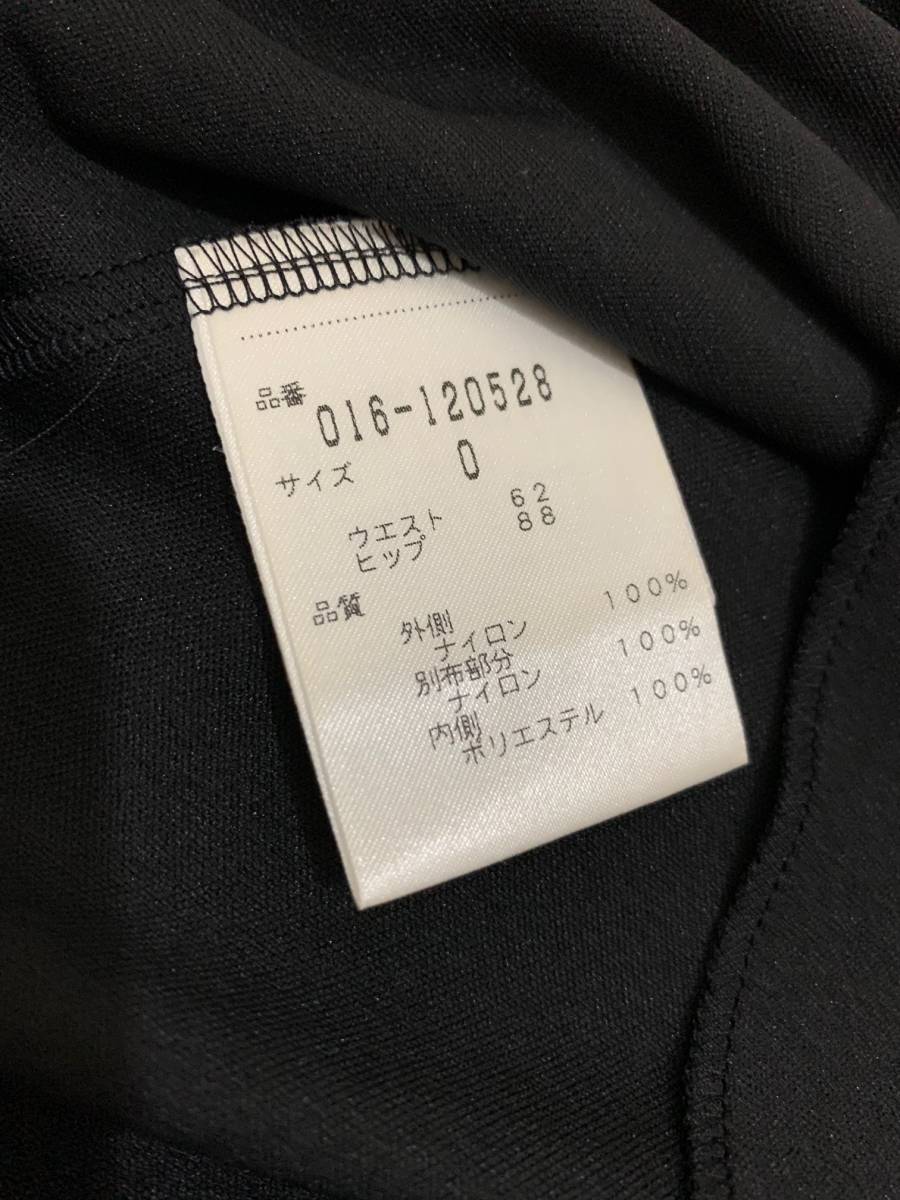 品番 016-120528
サイズ 0
ウエスト 62
ヒップ 88
品質
外側
ナイロン 100%
別布部分
ナイロン 100%
内側
ポリエステル 100%